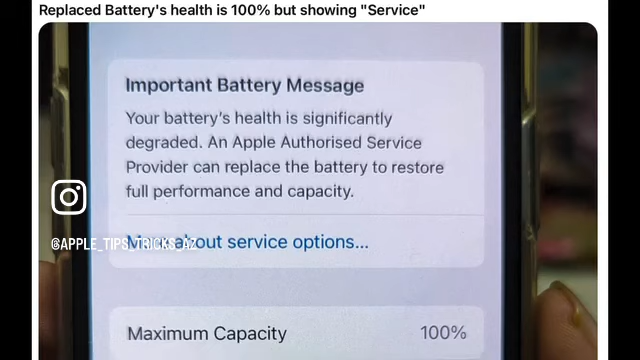 Replaced Battery's health is 100% but showing "Service"
Important Battery Message
Your battery's health is significantly
degraded. An Apple Authorised Service
Provider can replace the battery to restore
full performance and capacity.
@APPLE_TIPS_TRICKS_AZ
More about service options...
Maximum Capacity 100%